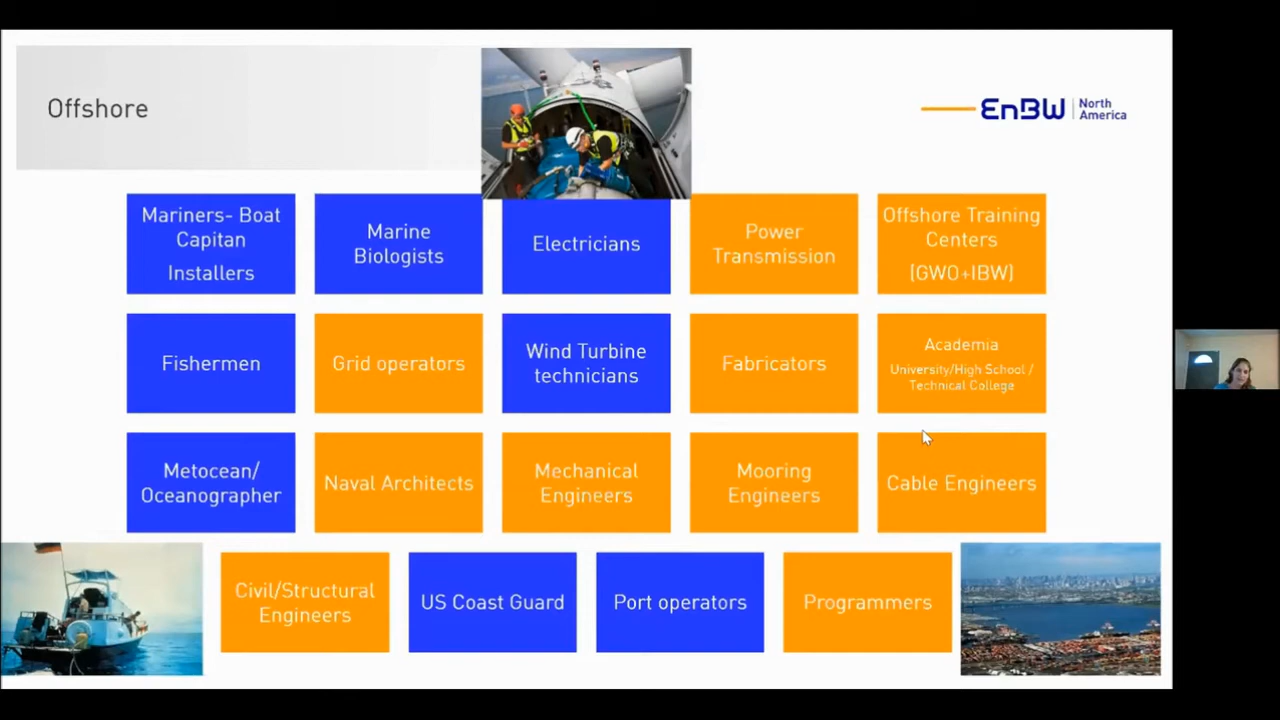 Offshore
EnBW
North
America
Mariners- Boat
Capitan
Installers
Marine
Biologists
Electricians
Power
Transmission
Offshore Training
Centers
(GWO+IBW)
Fishermen
Grid operators
Wind Turbine
technicians
Fabricators
Academia
University/High School /
Technical College
Metocean/
Oceanographer
Naval Architects
Mechanical
Engineers
Mooring
Engineers
Cable Engineers
Civil/Structural
Engineers
US Coast Guard
Port operators
Programmers